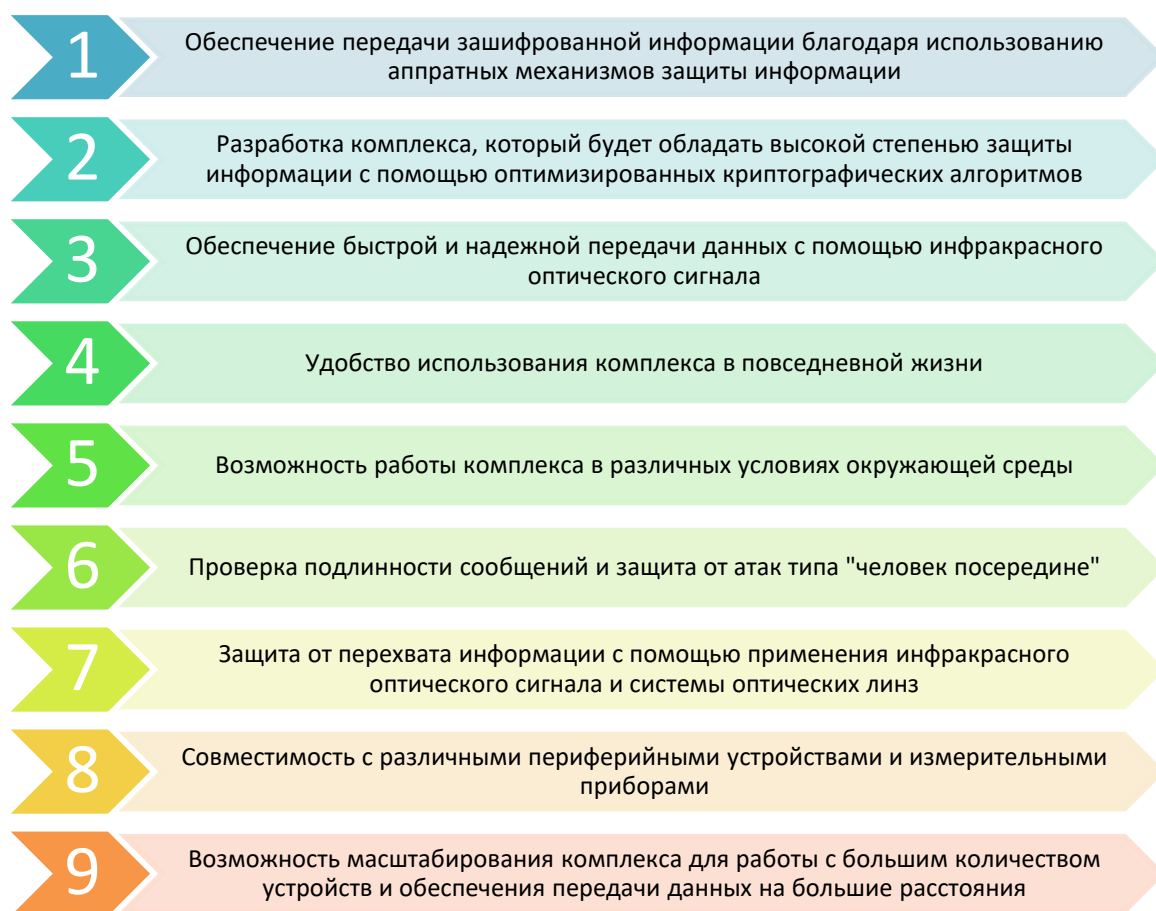 1
Обеспечение передачи зашифрованной информации благодаря использованию
аппратных механизмов защиты информации
2
Разработка комплекса, который будет обладать высокой степенью защиты
информации с помощью оптимизированных криптографических алгоритмов
3
Обеспечение быстрой и надежной передачи данных с помощью инфракрасного
оптического сигнала
4
Удобство использования комплекса в повседневной жизни
5
Возможность работы комплекса в различных условиях окружающей среды
6
Проверка подлинности сообщений и защита от атак типа "человек посередине"
7
Защита от перехвата информации с помощью применения инфракрасного
оптического сигнала и системы оптических линз
8
Совместимость с различными периферийными устройствами и измерительными
приборами
9
Возможность масштабирования комплекса для работы с большим количеством
устройств и обеспечения передачи данных на большие расстояния